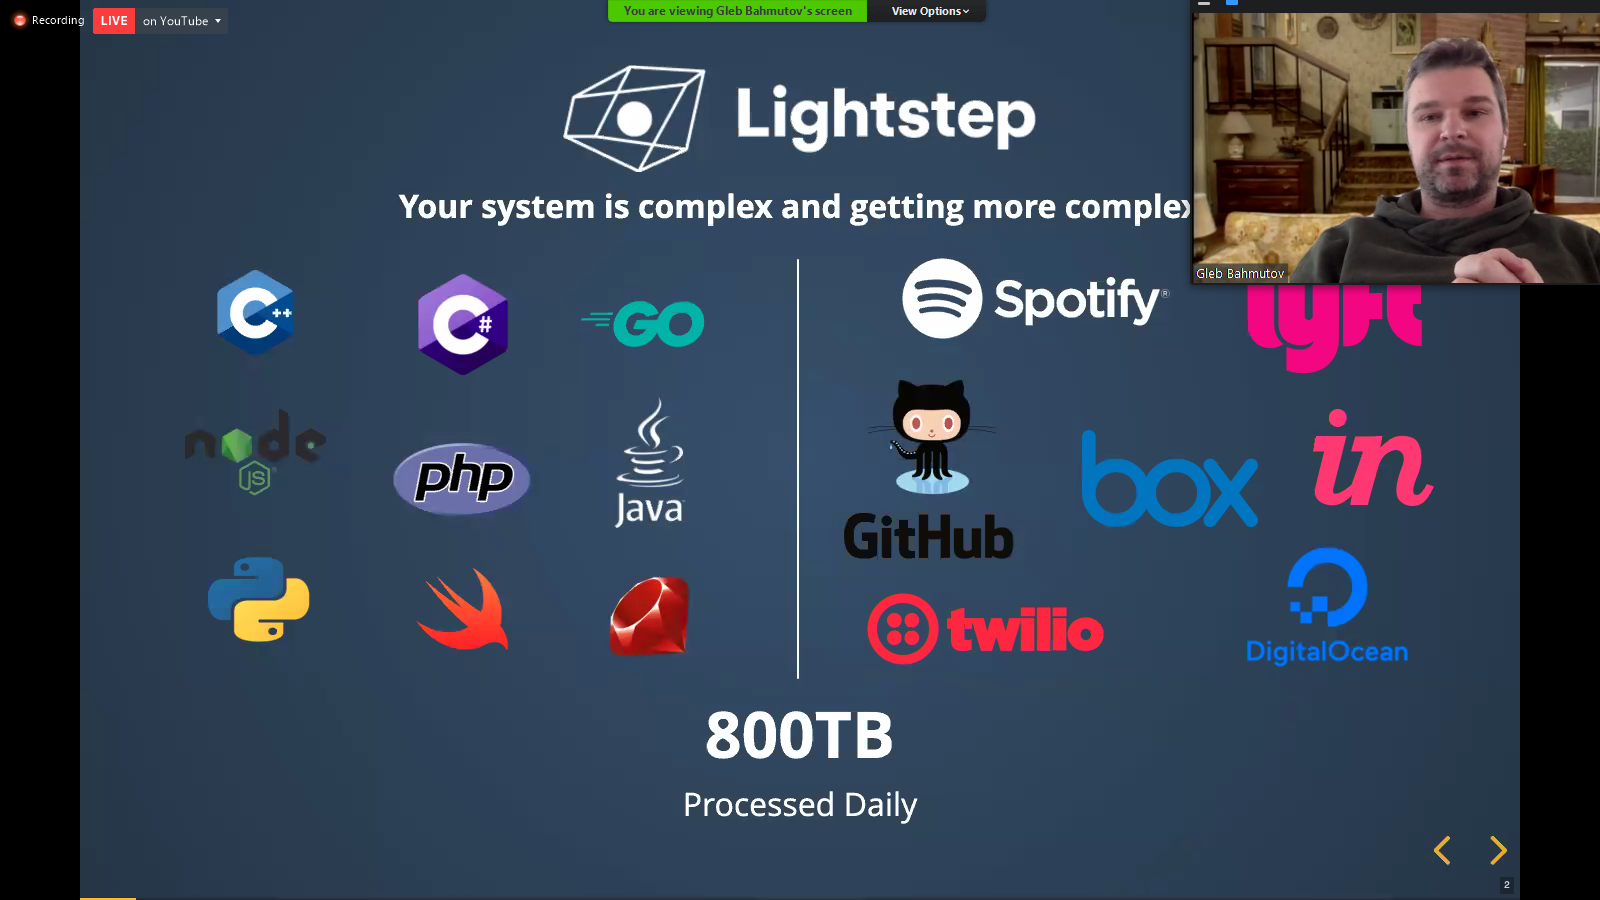 Recording
LIVE on YouTube
You are viewing Gleb Bahmutov's screen
View Options
Lightstep
Your system is complex and getting more complex
Gleb Bahmutov
C++
C#
GO
Spotify®
lyft
node
JS
php
Java
GitHub
box
in
twilio
DigitalOcean
800TB
Processed Daily
2